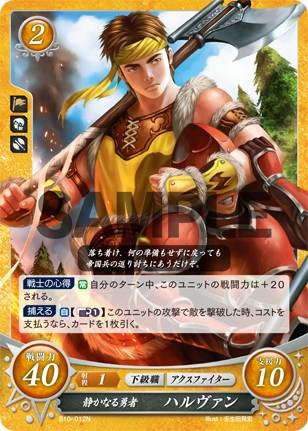 2
SAMPLE
落ち着け、何の準備もせずに戻っても
帝国兵の返り討ちにあうだけぞ。
戦士の心得 常 自分のターン中、このユニットの戦闘力は+20
される。
捕える 自 【 1】このユニットの攻撃で敵を撃破した時、コストを
支払うなら、カードを1枚引く。
戦闘力
40
射程 1 下級職 アクスファイター
支援力
10
静かなる勇者 ハルヴァン
B10-012N